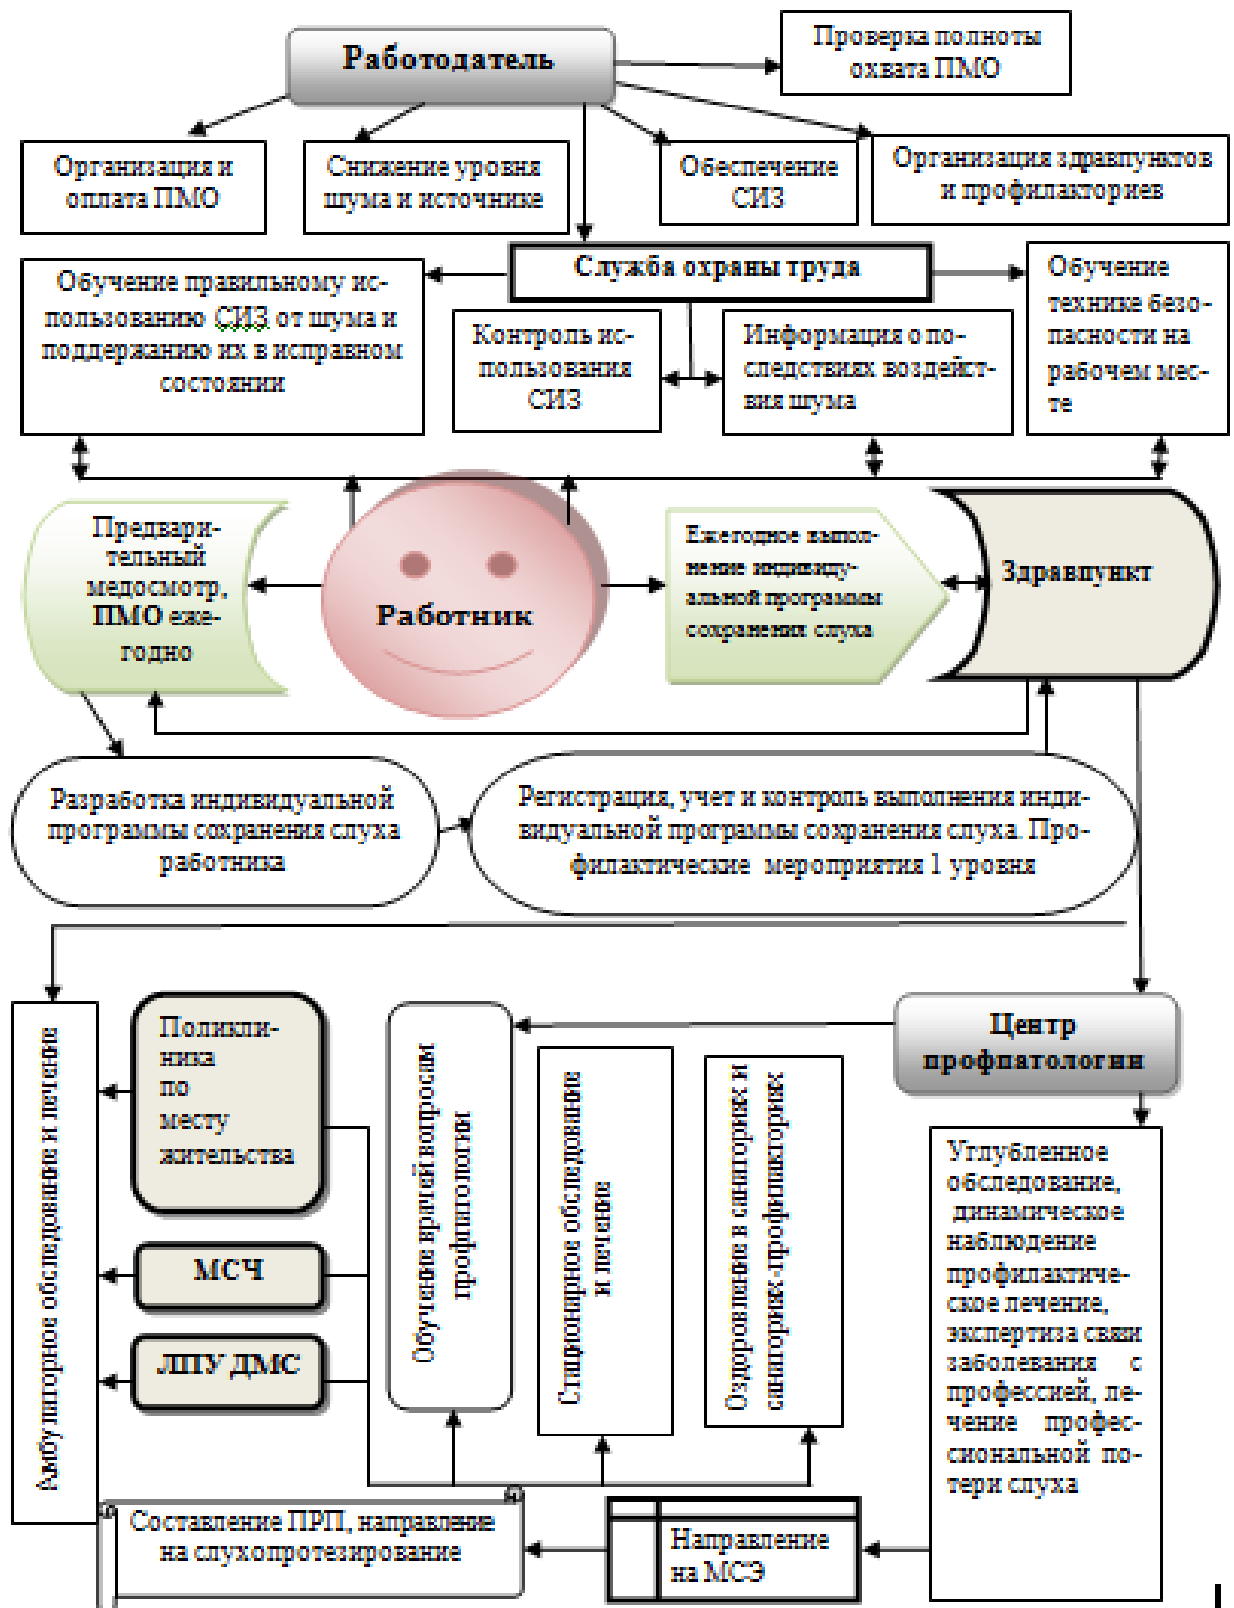 Работодатель
Проверка полноты
охвата ПМО
Организация и
оплата ПМО
Снижение уровня
шума и источнике
Обеспечение
СИЗ
Организация здравпунктов
и профилакториев
Служба охраны труда
Обучение правильному ис-
пользованию СИЗ от шума и
поддержанию их в исправном
состоянии
Контроль ис-
пользования
СИЗ
Информация о по-
следствиях воздейст-
вия шума
Обучение
технике безо-
пасности на
рабочем мес-
те
Предвари-
тельный
медосмотр,
ПМО еже-
годно
Работник
Ежегодное выпол-
нение индивиду-
альной программы
сохранения слуха
Здравпункт
Разработка индивидуальной
программы сохранения слуха
работника
Регистрация, учет и контроль выполнения инди-
видуальной программы сохранения слуха. Про-
филактические мероприятия 1 уровня
Амбулаторное обследование и лечение
Поликли-
ника
по
месту
жительства
МСЧ
ЛПУ ДМС
Обучение врачей вопросам
профпатологии
Стационарное обследование
и лечение
Оздоровление в санаториях и
санаториях-профилакториях
Центр
профпатологии
Углубленное
обследование,
динамическое
наблюдение
профилактиче-
ское лечение,
экспертиза связи
заболевания с
профессией, ле-
чение профес-
сиональной по-
тери слуха
Составление ПРП, направление
на слухопротезирование
Направление
на МСЭ